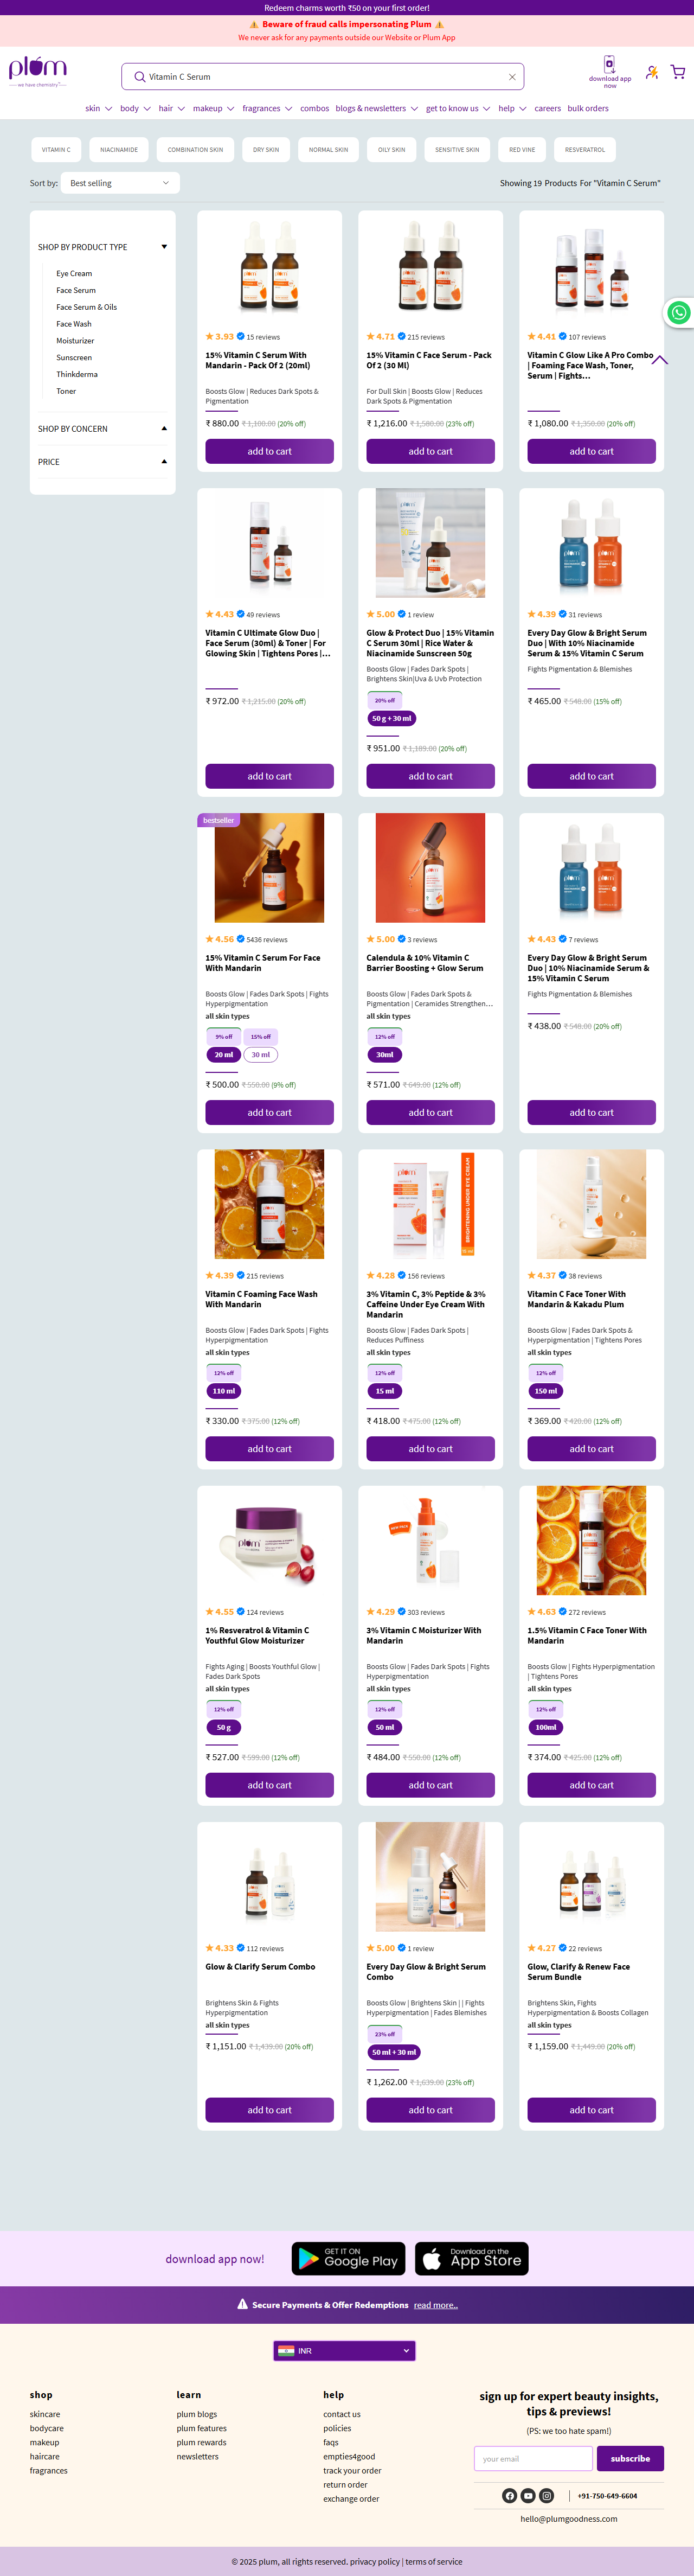 Redeem charms worth ₹50 on your first order!
Beware of fraud calls impersonating Plum
We never ask for any payments outside our Website or Plum App
plum
we have chemistry
Vitamin C Serum
download app now
skin body hair makeup fragrances combos blogs & newsletters get to know us help careers bulk orders
VITAMIN C NIACINAMIDE COMBINATION SKIN DRY SKIN NORMAL SKIN OILY SKIN SENSITIVE SKIN RED VINE RESVERATROL
Sort by: Best selling
Showing 19 Products For "Vitamin C Serum"
SHOP BY PRODUCT TYPE
Eye Cream
Face Serum
Face Serum & Oils
Face Wash
Moisturizer
Sunscreen
Thinkderma
Toner
SHOP BY CONCERN
PRICE
3.93 15 reviews
15% Vitamin C Serum With
Mandarin - Pack Of 2 (20ml)
Boosts Glow | Reduces Dark Spots &
Pigmentation
₹ 880.00 ₹ 1,100.00 (20% off)
add to cart
4.71 215 reviews
15% Vitamin C Face Serum - Pack
Of 2 (30 Ml)
For Dull Skin | Boosts Glow | Reduces
Dark Spots & Pigmentation
₹ 1,216.00 ₹ 1,580.00 (23% off)
add to cart
4.41 107 reviews
Vitamin C Glow Like A Pro Combo
| Foaming Face Wash, Toner,
Serum | Fights...
₹ 1,080.00 ₹ 1,350.00 (20% off)
add to cart
4.43 49 reviews
Vitamin C Ultimate Glow Duo |
Face Serum (30ml) & Toner | For
Glowing Skin | Tightens Pores |...
₹ 972.00 ₹ 1,215.00 (20% off)
add to cart
5.00 1 review
Glow & Protect Duo | 15% Vitamin
C Serum 30ml | Rice Water &
Niacinamide Sunscreen 50g
Boosts Glow | Fades Dark Spots |
Brightens Skin|Uva & Uvb Protection
20% off
50 g + 30 ml
₹ 951.00 ₹ 1,189.00 (20% off)
add to cart
4.39 31 reviews
Every Day Glow & Bright Serum
Duo | With 10% Niacinamide
Serum & 15% Vitamin C Serum
Fights Pigmentation & Blemishes
₹ 465.00 ₹ 548.00 (15% off)
add to cart
bestseller
4.56 5436 reviews
15% Vitamin C Serum For Face
With Mandarin
Boosts Glow | Fades Dark Spots | Fights
Hyperpigmentation
all skin types
9% off 15% off
20 ml 30 ml
₹ 500.00 ₹ 550.00 (9% off)
add to cart
5.00 3 reviews
Calendula & 10% Vitamin C
Barrier Boosting + Glow Serum
Boosts Glow | Fades Dark Spots &
Pigmentation | Ceramides Strengthen...
all skin types
12% off
30ml
₹ 571.00 ₹ 649.00 (12% off)
add to cart
4.43 7 reviews
Every Day Glow & Bright Serum
Duo | 10% Niacinamide Serum &
15% Vitamin C Serum
Fights Pigmentation & Blemishes
₹ 438.00 ₹ 548.00 (20% off)
add to cart
4.39 215 reviews
Vitamin C Foaming Face Wash
With Mandarin
Boosts Glow | Fades Dark Spots | Fights
Hyperpigmentation
all skin types
12% off
110 ml
₹ 330.00 ₹ 375.00 (12% off)
add to cart
BRIGHTENING UNDER EYE CREAM
15 ml
4.28 156 reviews
3% Vitamin C, 3% Peptide & 3%
Caffeine Under Eye Cream With
Mandarin
Boosts Glow | Fades Dark Spots |
Reduces Puffiness
all skin types
12% off
15 ml
₹ 418.00 ₹ 475.00 (12% off)
add to cart
4.37 38 reviews
Vitamin C Face Toner With
Mandarin & Kakadu Plum
Boosts Glow | Fades Dark Spots &
Hyperpigmentation | Tightens Pores
all skin types
12% off
150 ml
₹ 369.00 ₹ 420.00 (12% off)
add to cart
4.55 124 reviews
1% Resveratrol & Vitamin C
Youthful Glow Moisturizer
Fights Aging | Boosts Youthful Glow |
Fades Dark Spots
all skin types
12% off
50 g
₹ 527.00 ₹ 599.00 (12% off)
add to cart
4.29 303 reviews
3% Vitamin C Moisturizer With
Mandarin
Boosts Glow | Fades Dark Spots | Fights
Hyperpigmentation
all skin types
12% off
50 ml
₹ 484.00 ₹ 550.00 (12% off)
add to cart
4.63 272 reviews
1.5% Vitamin C Face Toner With
Mandarin
Boosts Glow | Fights Hyperpigmentation
| Tightens Pores
all skin types
12% off
100ml
₹ 374.00 ₹ 425.00 (12% off)
add to cart
4.33 112 reviews
Glow & Clarify Serum Combo
Brightens Skin & Fights
Hyperpigmentation
all skin types
₹ 1,151.00 ₹ 1,439.00 (20% off)
add to cart
5.00 1 review
Every Day Glow & Bright Serum
Combo
Boosts Glow | Brightens Skin | | Fights
Hyperpigmentation | Fades Blemishes
23% off
50 ml + 30 ml
₹ 1,262.00 ₹ 1,639.00 (23% off)
add to cart
4.27 22 reviews
Glow, Clarify & Renew Face
Serum Bundle
Brightens Skin, Fights
Hyperpigmentation & Boosts Collagen
all skin types
₹ 1,159.00 ₹ 1,449.00 (20% off)
add to cart
download app now!
GET IT ON
Google Play
Download on the
App Store
Secure Payments & Offer Redemptions read more..
INR
shop
skincare
bodycare
makeup
haircare
fragrances
learn
plum blogs
plum features
plum rewards
newsletters
help
contact us
policies
faqs
empties4good
track your order
return order
exchange order
sign up for expert beauty insights,
tips & previews!
(PS: we too hate spam!)
your email
subscribe
+91-750-649-6604
hello@plumgoodness.com
© 2025 plum, all rights reserved. privacy policy | terms of service